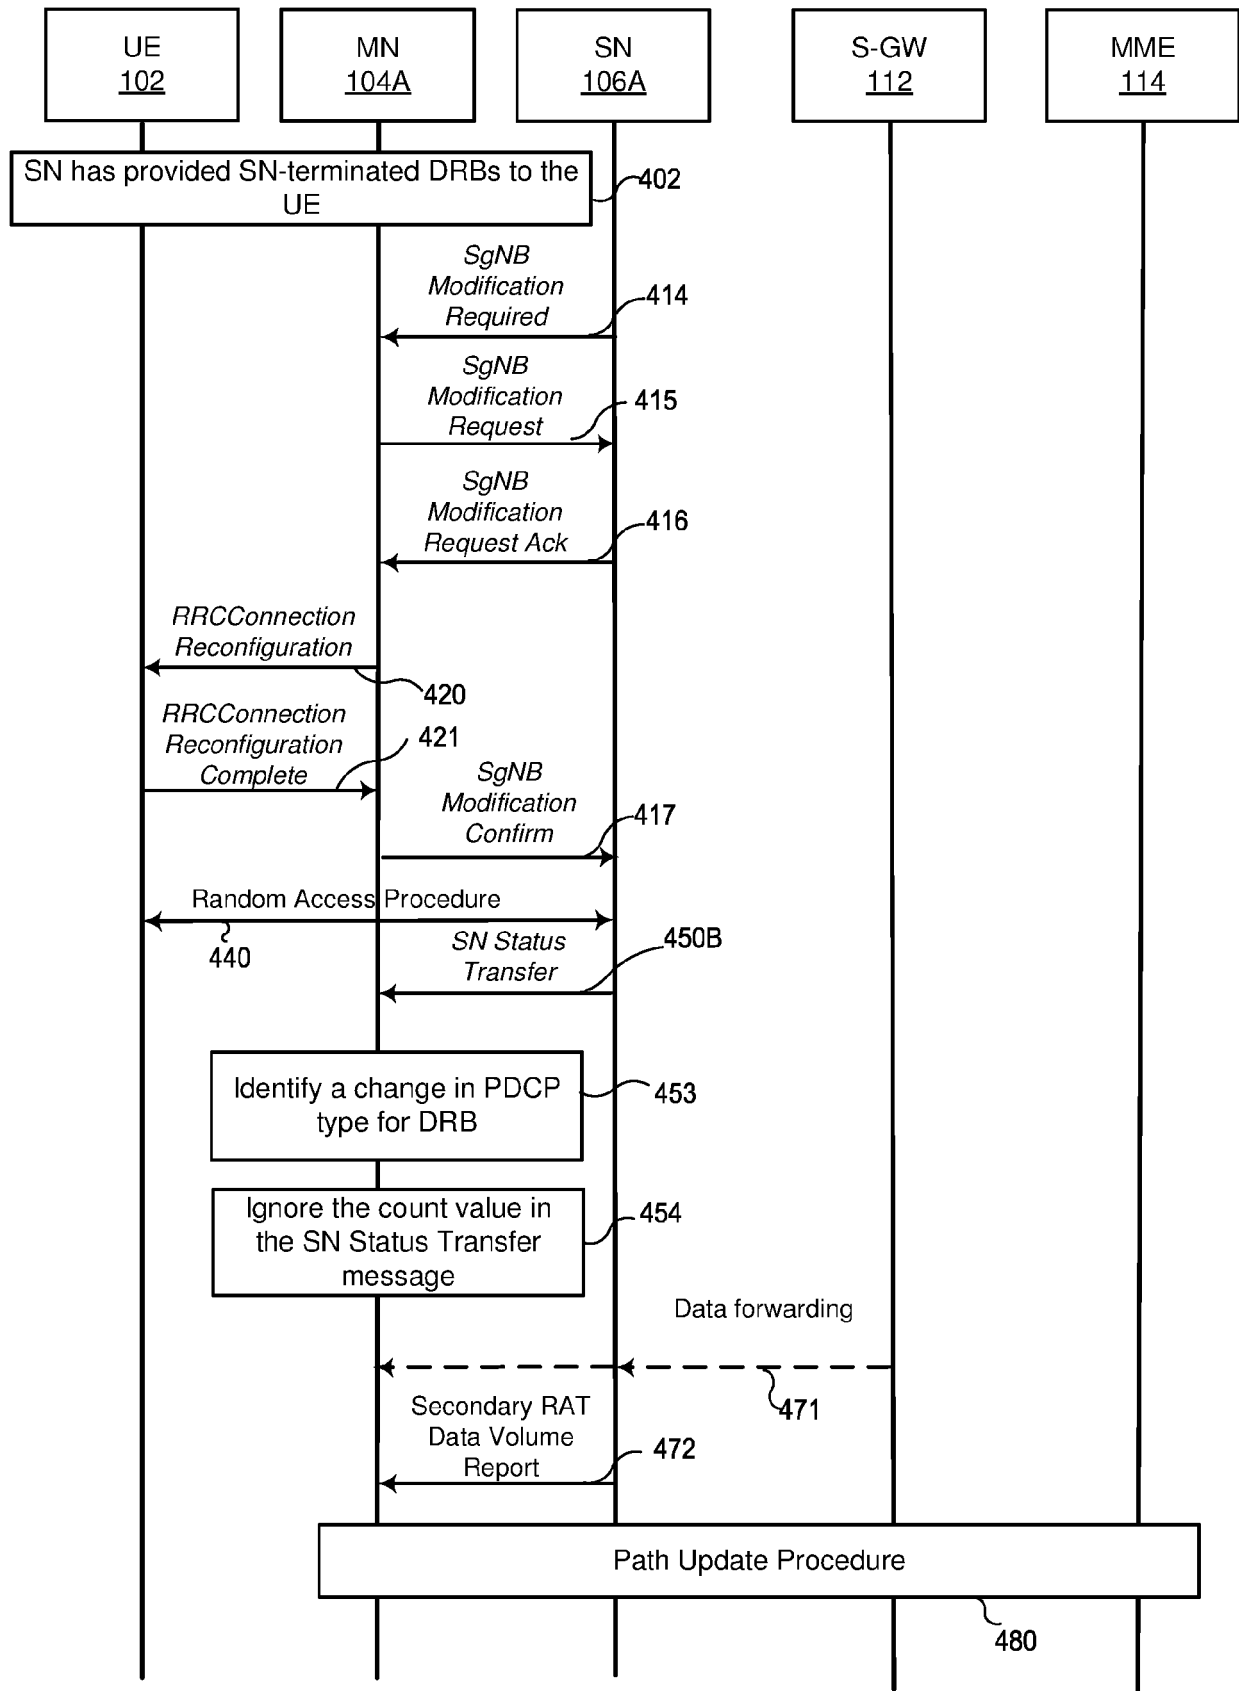 UE
102
MN
104A
SN
106A
S-GW
112
MME
114
SN has provided SN-terminated DRBs to the
UE
402
SgNB
Modification
Required
414
SgNB
Modification
Request
415
SgNB
Modification
Request Ack
416
RRCConnection
Reconfiguration
420
RRCConnection
Reconfiguration
Complete
421
SgNB
Modification
Confirm
417
Random Access Procedure
440
SN Status
Transfer
450B
Identify a change in PDCP
type for DRB
453
Ignore the count value in
the SN Status Transfer
message
454
Data forwarding
471
Secondary RAT
Data Volume
Report
472
Path Update Procedure
480